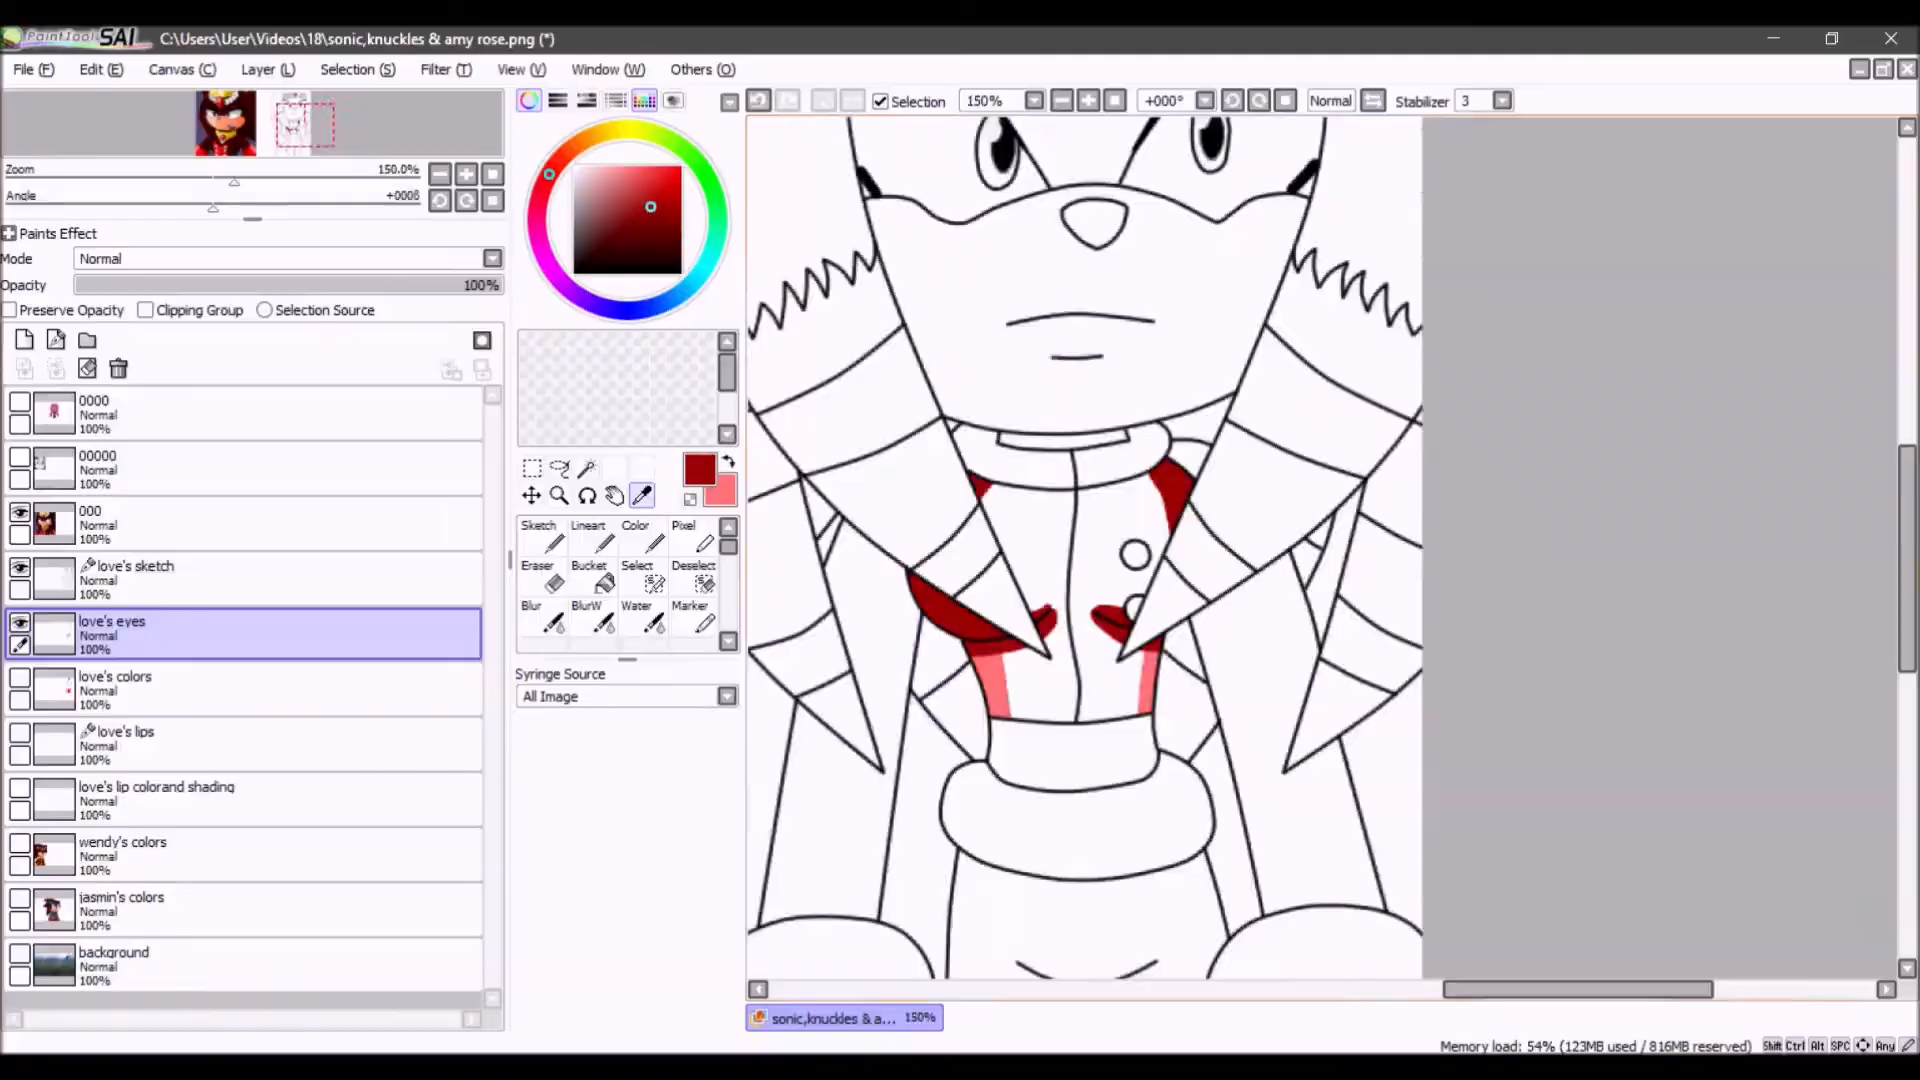 PaintTool SAI C:\Users\User\Videos\18\sonic,knuckles & amy rose.png (*)
File (F) Edit (E) Canvas (C) Layer (L) Selection (S) Filter (T) View (V) Window (W) Others (O)
Selection 150% +000° Normal Stabilizer 3
Zoom 150.0%
Angle +000
Paints Effect
Mode Normal
Opacity 100%
Preserve Opacity Clipping Group Selection Source
0000
Normal
100%
00000
Normal
100%
000
Normal
100%
love's sketch
Normal
100%
love's eyes
Normal
100%
love's colors
Normal
100%
love's lips
Normal
100%
love's lip colorand shading
Normal
100%
wendy's colors
Normal
100%
jasmin's colors
Normal
100%
background
Normal
100%
Sketch Lineart Color Pixel
Eraser Bucket Select Deselect
Blur BlurW Water Marker
Syringe Source
All Image
sonic,knuckles & a... 150%
Memory load: 54% (123MB used / 816MB reserved) Shift Ctrl Alt SPC Any